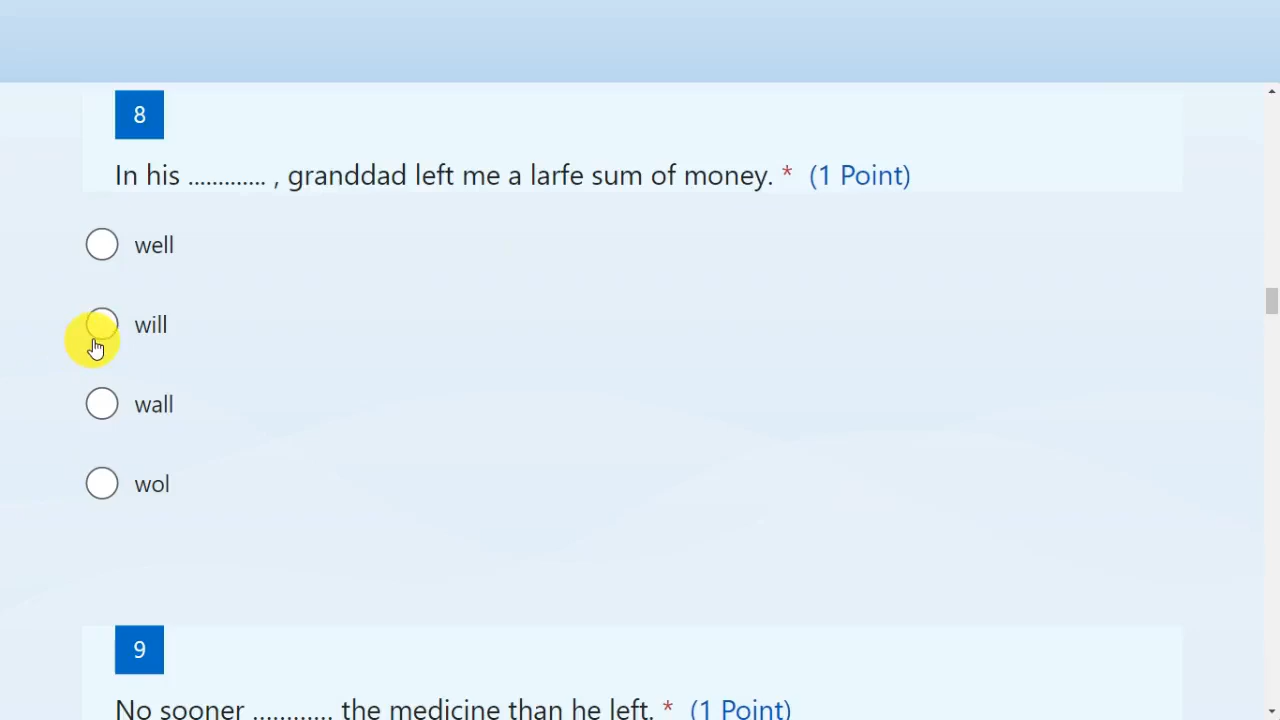 8
In his ............. , granddad left me a larfe sum of money. * (1 Point)
well
will
wall
wol
9
No sooner ............ the medicine than he left. * (1 Point)